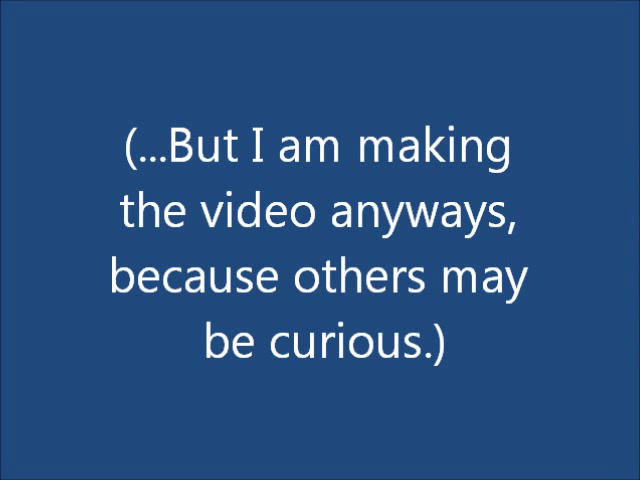 (...But I am making
the video anyways,
because others may
be curious.)